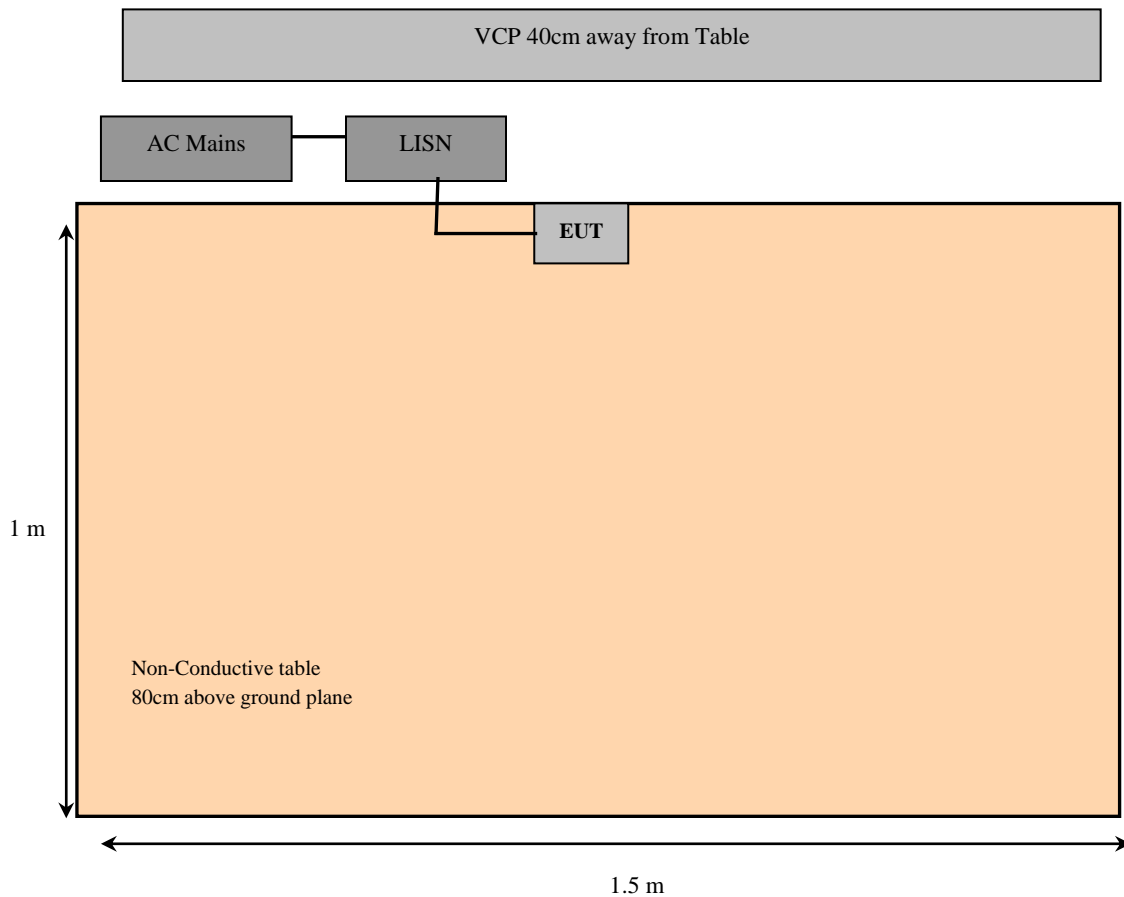 VCP 40cm away from Table
AC Mains
LISN
EUT
1 m
Non-Conductive table
80cm above ground plane
1.5 m